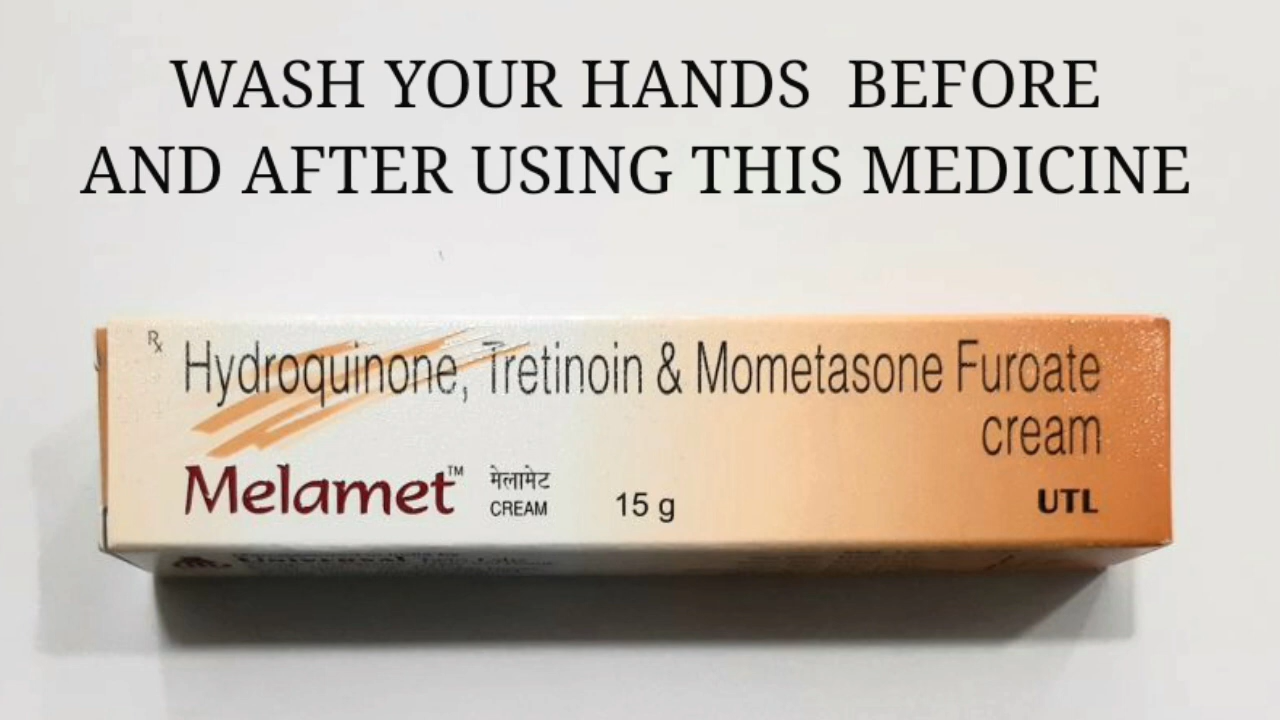 WASH YOUR HANDS BEFORE
AND AFTER USING THIS MEDICINE
Rx
Hydroquinone, Tretinoin & Mometasone Furoate
cream
Melamet™ मेलामेट
CREAM
15 g
UTL
Universal